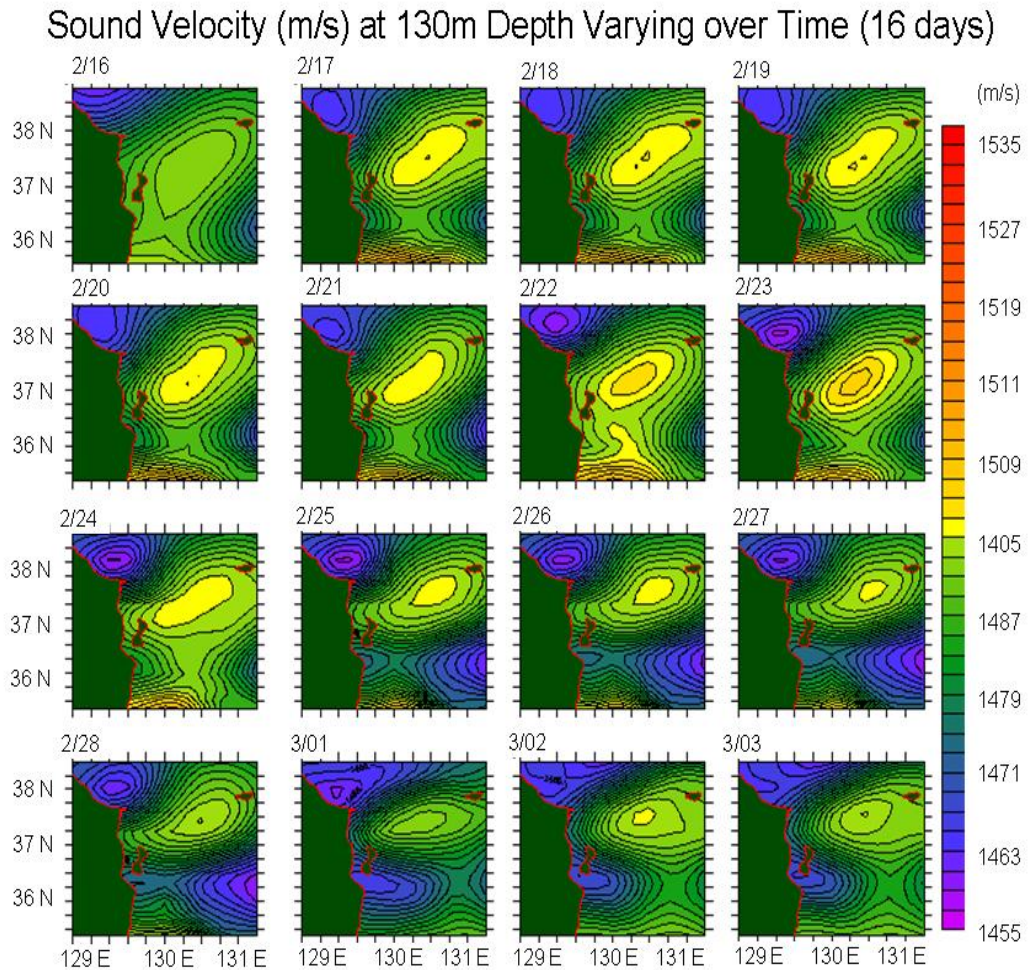 Sound Velocity (m/s) at 130m Depth Varying over Time (16 days)
2/16 2/17 2/18 2/19
(m/s)
38 N
37 N
36 N
2/20 2/21 2/22 2/23
38 N
37 N
36 N
2/24 2/25 2/26 2/27
38 N
37 N
36 N
2/28 3/01 3/02 3/03
38 N
37 N
36 N
129 E 130 E 131 E 129 E 130 E 131 E 129 E 130 E 131 E 129 E 130 E 131 E
1535
1527
1519
1511
1509
1405
1487
1479
1471
1463
1455